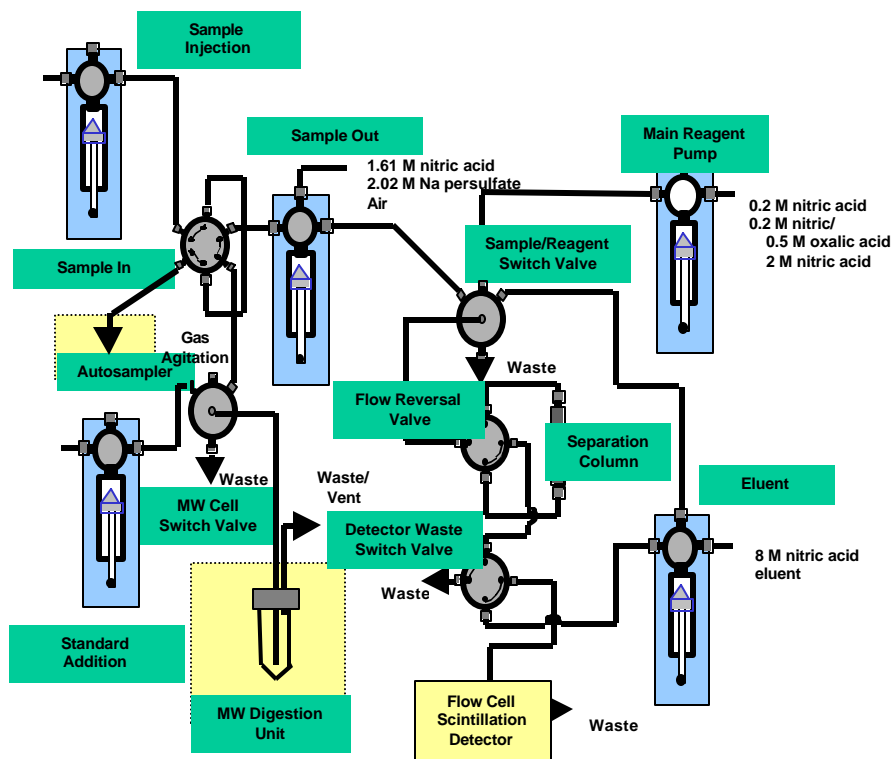 Sample
Injection
Sample Out
Main Reagent
Pump
1.61 M nitric acid
2.02 M Na persulfate
Air
0.2 M nitric acid
0.2 M nitric/
0.5 M oxalic acid
2 M nitric acid
Sample/Reagent
Switch Valve
Sample In
Gas
Agitation
Autosampler
Waste
Flow Reversal
Valve
Separation
Column
Eluent
Waste
MW Cell
Switch Valve
Waste/
Vent
Detector Waste
Switch Valve
8 M nitric acid
eluent
Waste
Standard
Addition
MW Digestion
Unit
Flow Cell
Scintillation
Detector
Waste